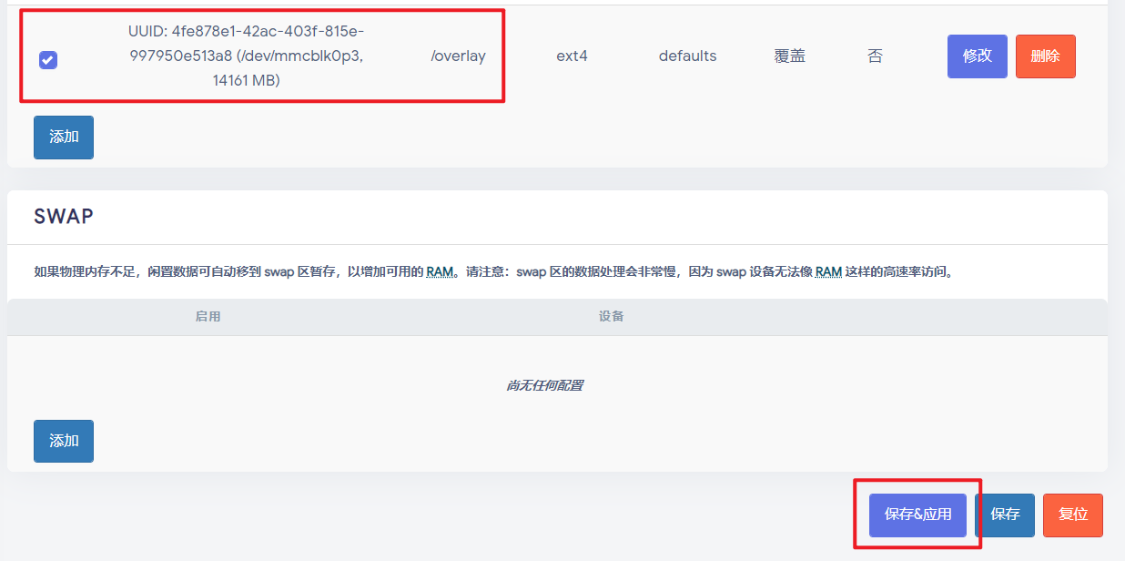 UUID: 4fe878e1-42ac-403f-815e-
997950e513a8 (/dev/mmcblk0p3,
14161 MB)
/overlay
ext4
defaults
覆盖
否
修改
删除
添加
SWAP
如果物理内存不足，闲置数据可自动移到 swap 区暂存，以增加可用的 RAM。请注意：swap 区的数据处理会非常慢，因为 swap 设备无法像 RAM 这样的高速率访问。
启用
设备
尚无任何配置
添加
保存&应用
保存
复位